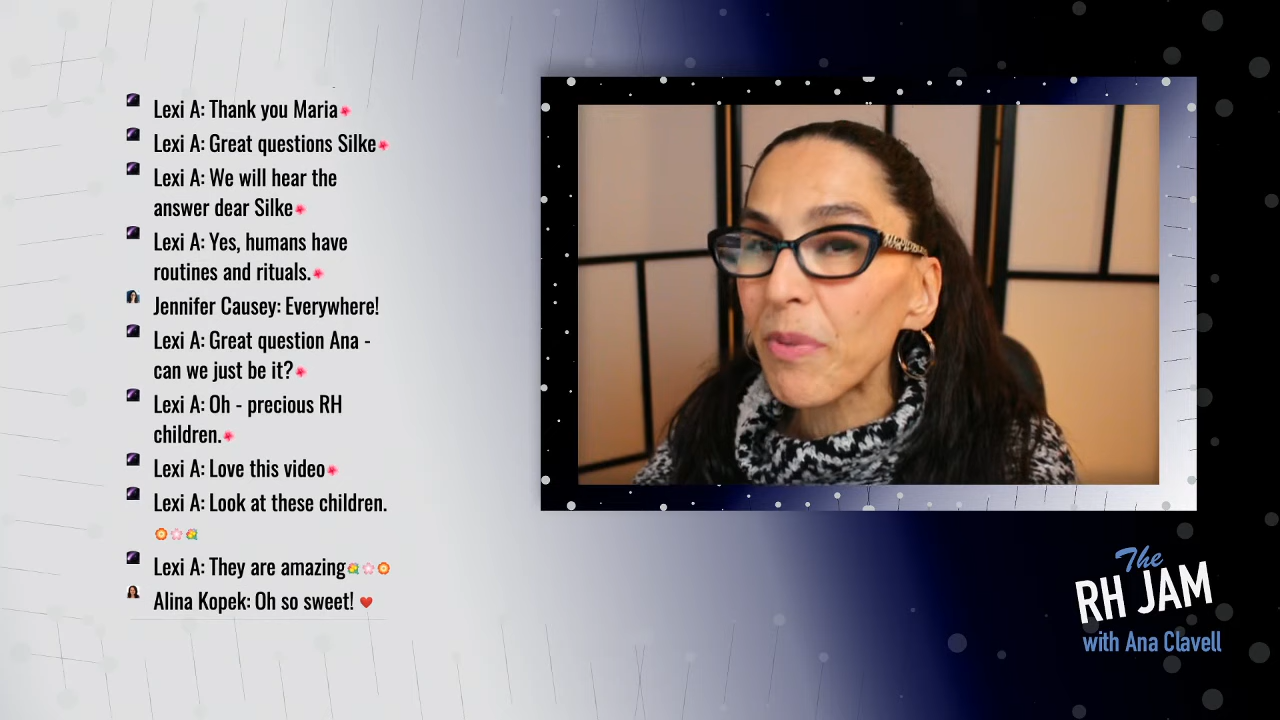 Lexi A: Thank you Maria🌺
Lexi A: Great questions Silke🌺
Lexi A: We will hear the
answer dear Silke🌺
Lexi A: Yes, humans have
routines and rituals.🌺
Jennifer Causey: Everywhere!
Lexi A: Great question Ana -
can we just be it?🌺
Lexi A: Oh - precious RH
children.🌺
Lexi A: Love this video🌺
Lexi A: Look at these children.
🌼🌸💐
Lexi A: They are amazing💐🌸🌼
Alina Kopek: Oh so sweet! ❤️
The
RH JAM
with Ana Clavell